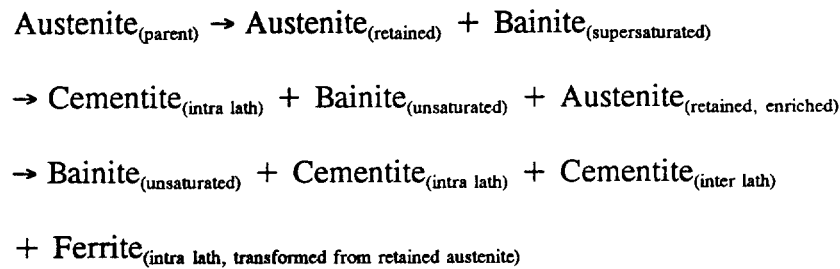 Austenite(parent) → Austenite(retained) + Bainite(supersaturated)
→ Cementite(intra lath) + Bainite(unsaturated) + Austenite(retained, enriched)
→ Bainite(unsaturated) + Cementite(intra lath) + Cementite(inter lath)
+ Ferrite(intra lath, transformed from retained austenite)